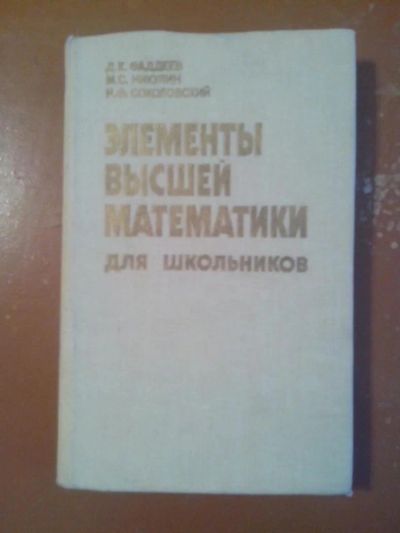 Д.К. ФАДДЕЕВ
М.С. НИКУЛИН
И.Ф. СОКОЛОВСКИЙ
ЭЛЕМЕНТЫ
ВЫСШЕЙ
МАТЕМАТИКИ
ДЛЯ ШКОЛЬНИКОВ